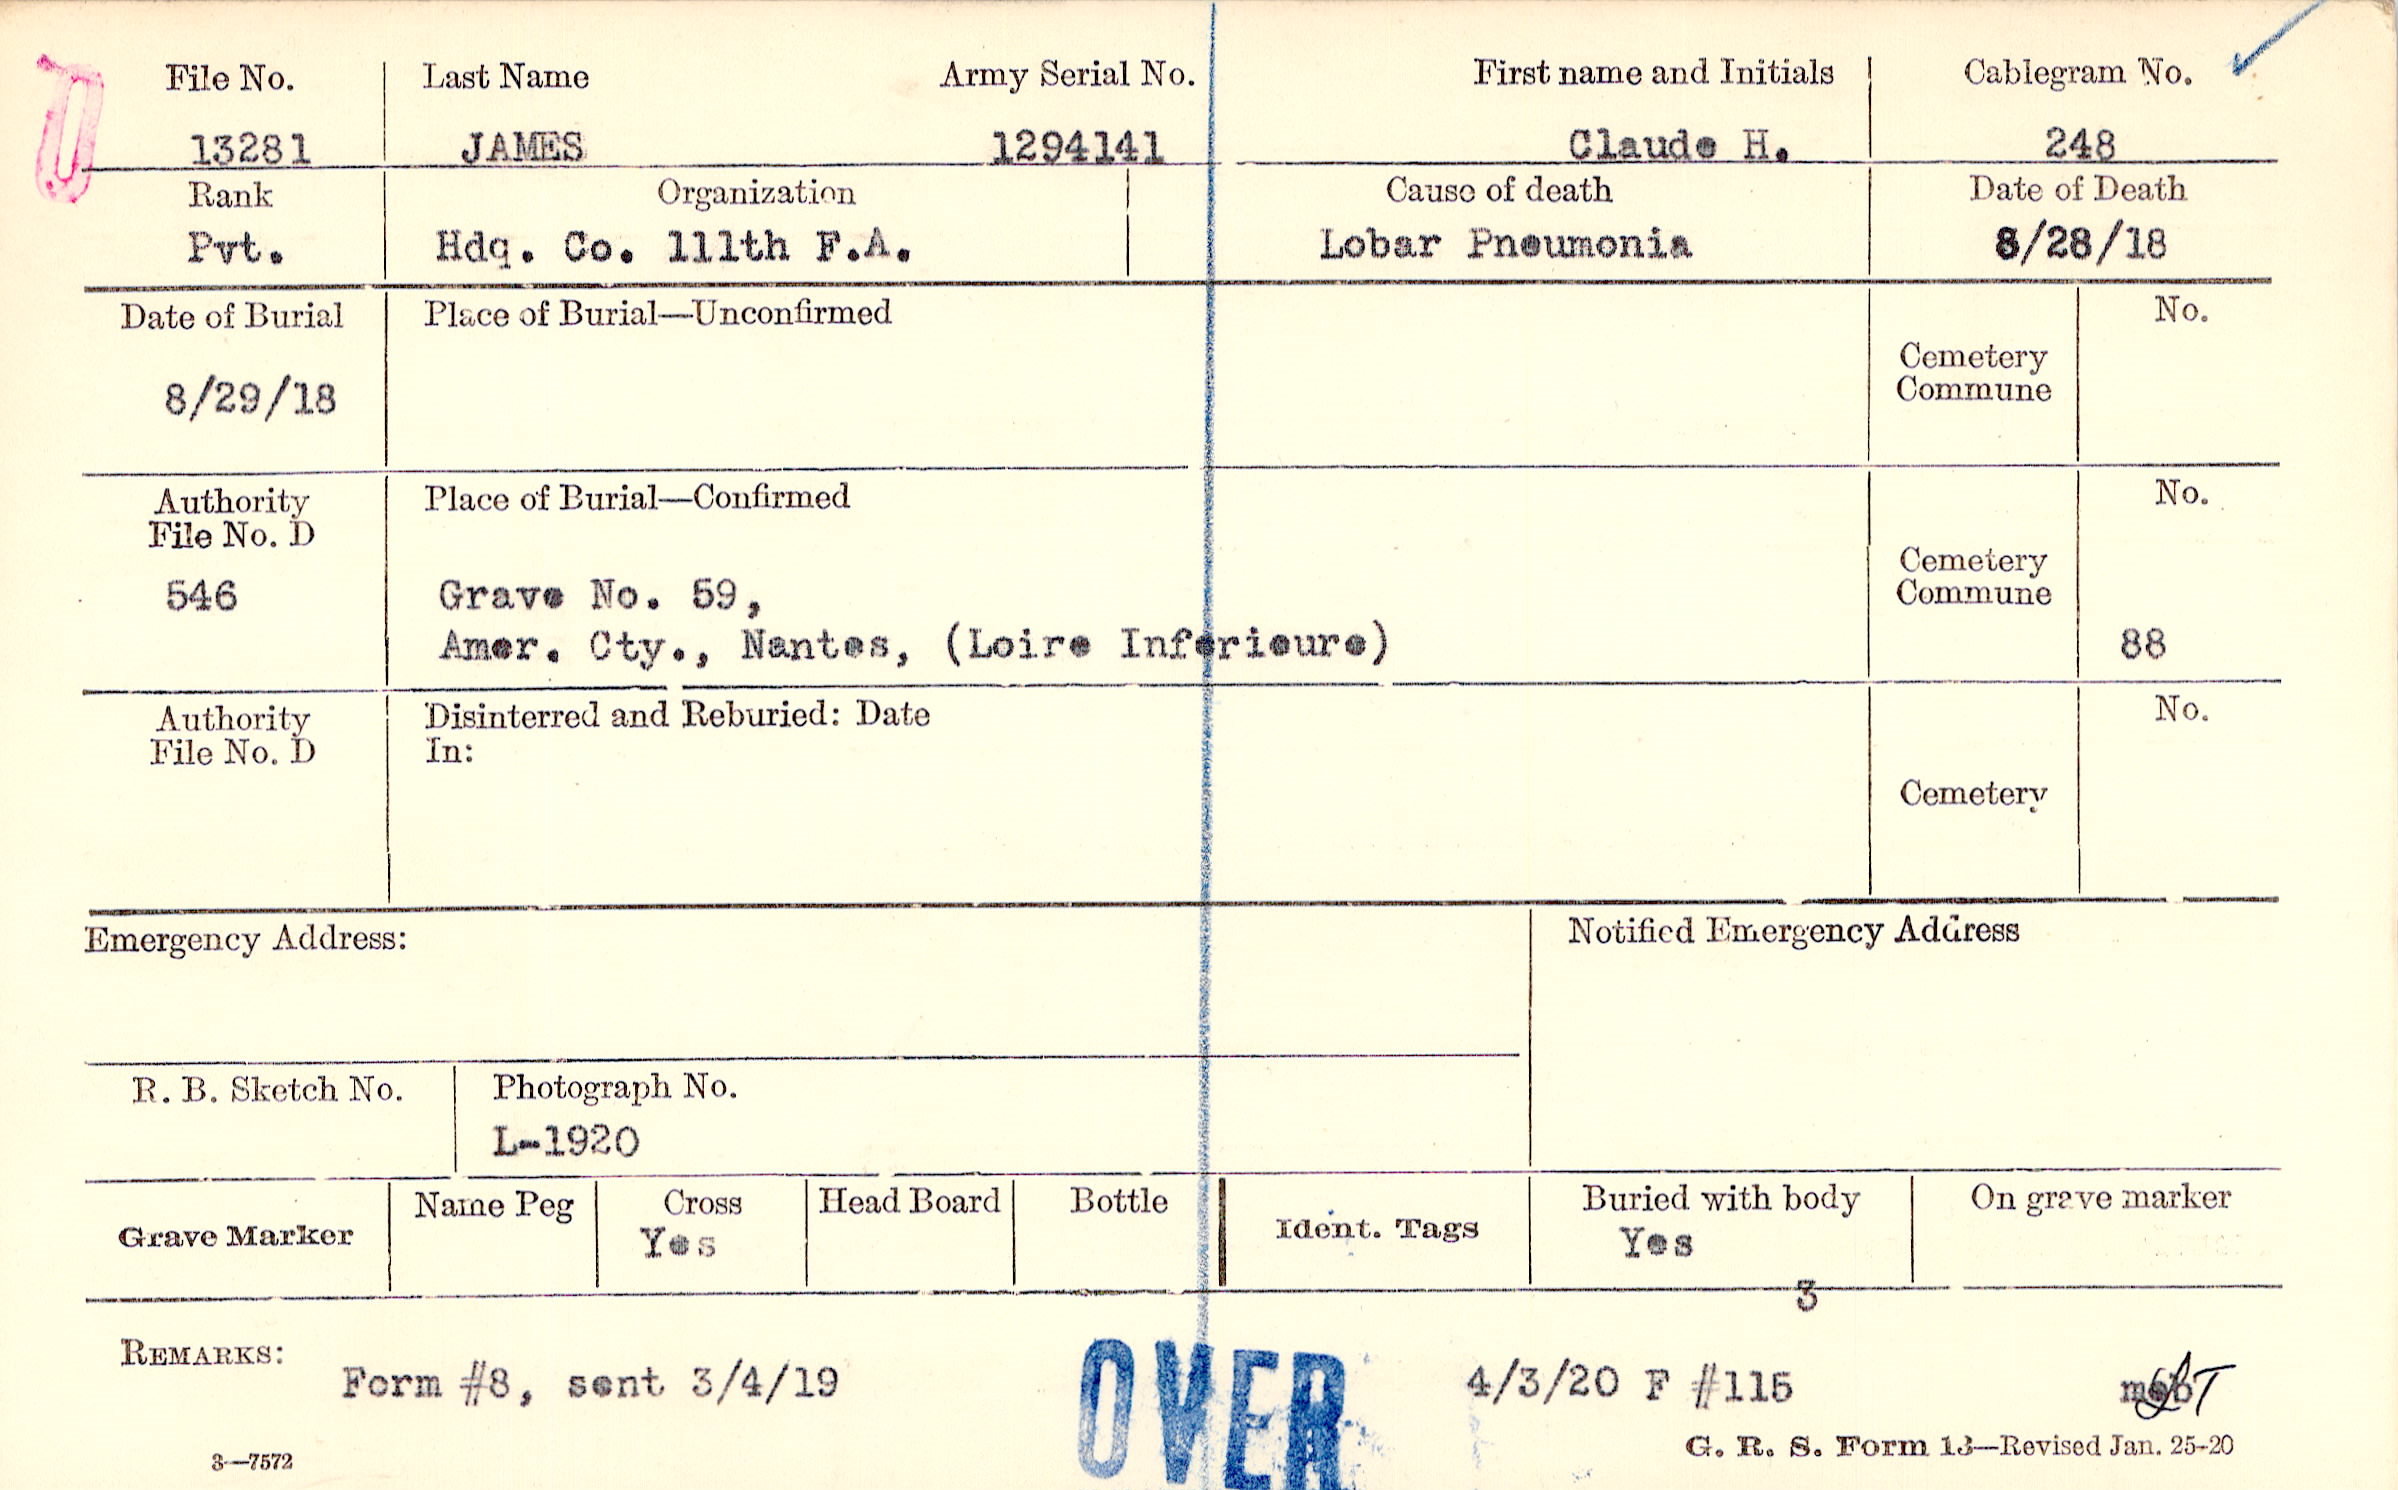 File No. Last Name Army Serial No. First name and Initials Cablegram No.
13281 JAMES 1294141 Claude H. 248
Rank Organization Cause of death Date of Death
Pvt. Hdq. Co. 111th F.A. Lobar Pneumonia 8/28/18
Date of Burial Place of Burial—Unconfirmed No.
Cemetery
Commune
8/29/18
Authority Place of Burial—Confirmed No.
File No. D
Cemetery
546 Grave No. 59, Commune
Amer. Cty., Nantes, (Loire Inferieure) 88
Authority Disinterred and Reburied: Date No.
File No. D In:
Cemetery
Emergency Address: Notified Emergency Address
R. B. Sketch No. Photograph No.
L-1920
Grave Marker Name Peg Cross Head Board Bottle Ident. Tags Buried with body On grave marker
Yes Yes
3
REMARKS:
Form #8, sent 3/4/19 OVER 4/3/20 F #115
3—7572 G. R. S. Form 13—Revised Jan. 25-20